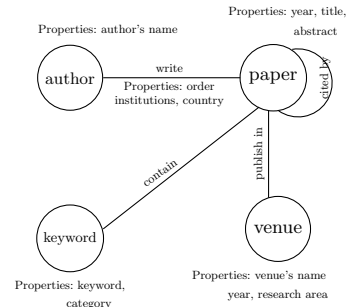 Properties: year, title,
abstract
Properties: author's name
author
write
paper
cited by
Properties: order
institutions, country
contain
publish in
keyword
venue
Properties: keyword,
category
Properties: venue's name
year, research area